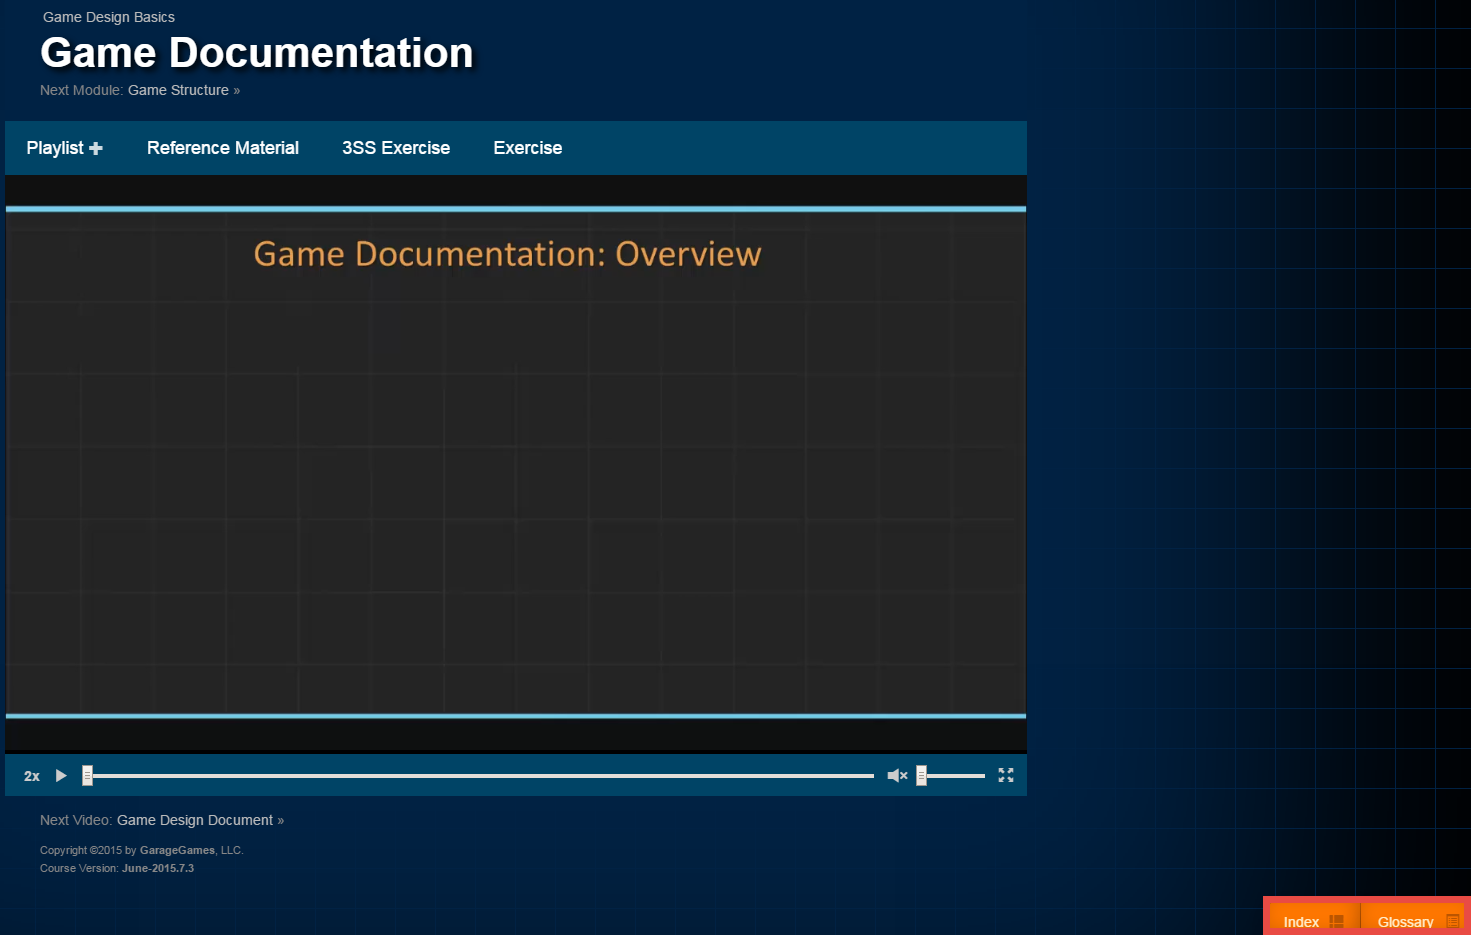 Game Design Basics
Game Documentation
Next Module: Game Structure »
Playlist Reference Material 3SS Exercise Exercise
Game Documentation: Overview
2x
Next Video: Game Design Document »
Copyright ©2015 by GarageGames, LLC.
Course Version: June-2015.7.3
Index Glossary